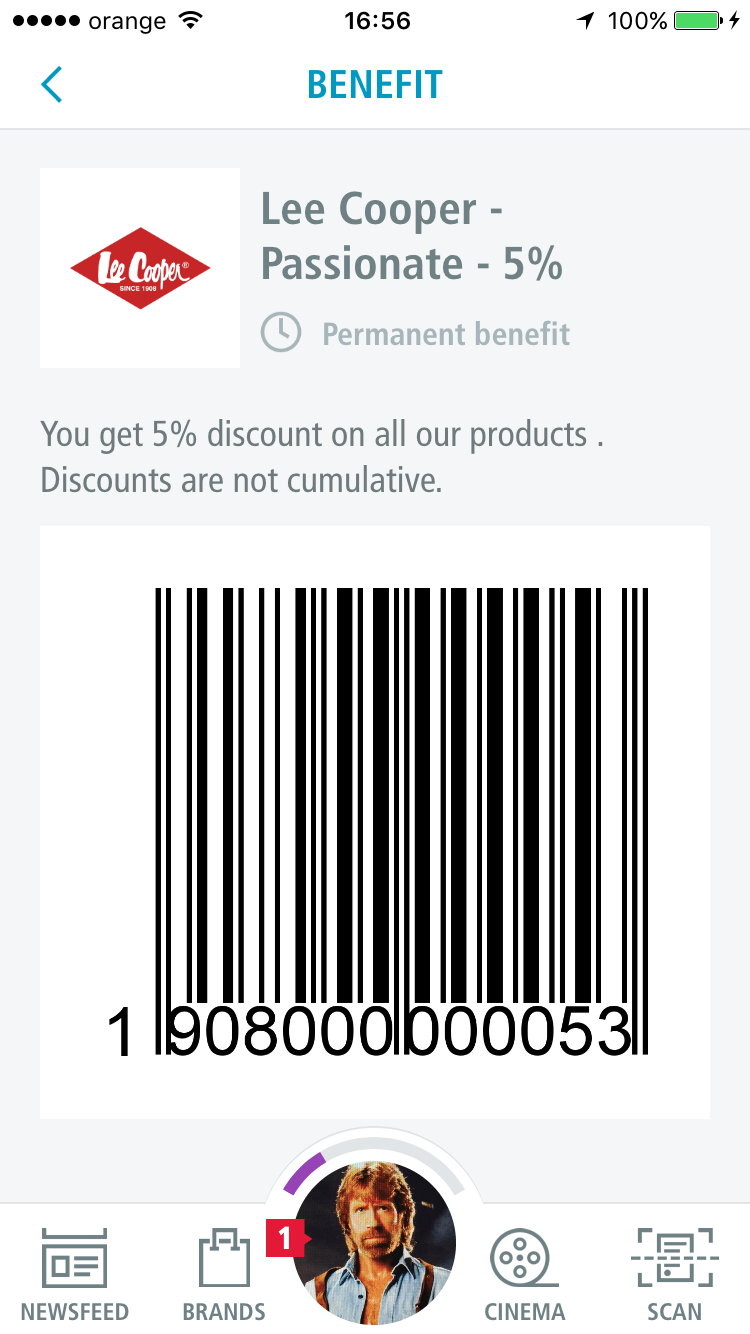 orange 16:56 100%
BENEFIT
Lee Cooper®
SINCE 1908
Lee Cooper -
Passionate - 5%
Permanent benefit
You get 5% discount on all our products .
Discounts are not cumulative.
1 908000 000053
1
NEWSFEED BRANDS CINEMA SCAN